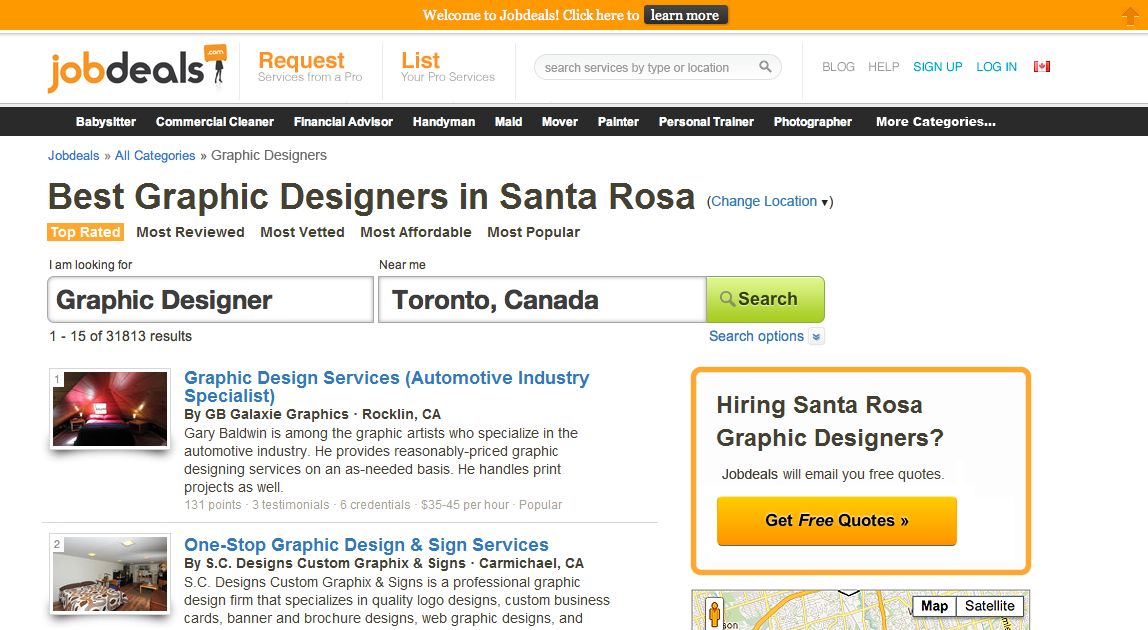 Welcome to Jobdeals! Click here to learn more
jobdeals .com
Request
Services from a Pro
List
Your Pro Services
search services by type or location
BLOG HELP SIGN UP LOG IN
Babysitter Commercial Cleaner Financial Advisor Handyman Maid Mover Painter Personal Trainer Photographer More Categories...
Jobdeals » All Categories » Graphic Designers
Best Graphic Designers in Santa Rosa (Change Location ▾)
Top Rated Most Reviewed Most Vetted Most Affordable Most Popular
I am looking for Near me
Graphic Designer Toronto, Canada Search
1 - 15 of 31813 results Search options
1
Graphic Design Services (Automotive Industry
Specialist)
By GB Galaxie Graphics · Rocklin, CA
Gary Baldwin is among the graphic artists who specialize in the
automotive industry. He provides reasonably-priced graphic
designing services on an as-needed basis. He handles print
projects as well.
131 points · 3 testimonials · 6 credentials · $35-45 per hour · Popular
2
One-Stop Graphic Design & Sign Services
By S.C. Designs Custom Graphix & Signs · Carmichael, CA
S.C. Designs Custom Graphix & Signs is a professional graphic
design firm that specializes in quality logo designs, custom business
cards, banner and brochure designs, web graphic designs, and
Hiring Santa Rosa
Graphic Designers?
Jobdeals will email you free quotes.
Get Free Quotes »
Map Satellite